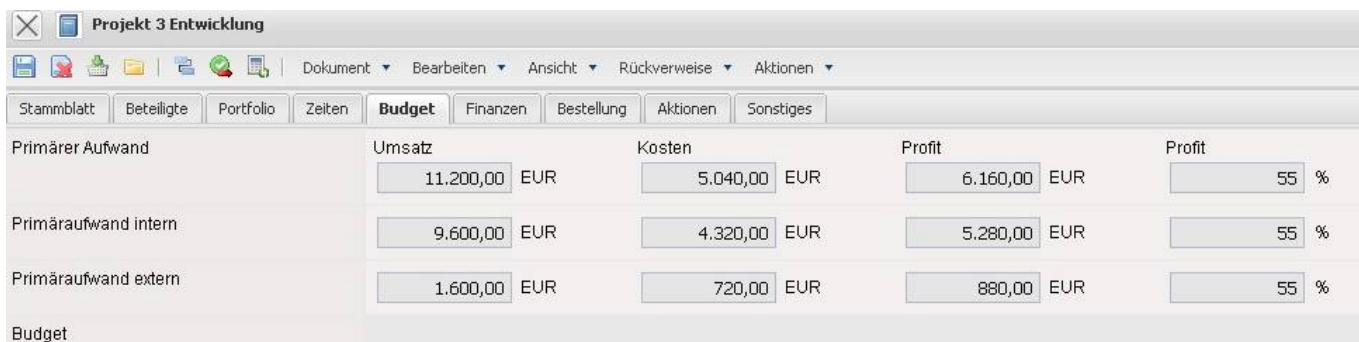 Projekt 3 Entwicklung
Dokument Bearbeiten Ansicht Rückverweise Aktionen
Stammblatt Beteiligte Portfolio Zeiten Budget Finanzen Bestellung Aktionen Sonstiges
Primärer Aufwand Umsatz Kosten Profit Profit
11.200,00 EUR 5.040,00 EUR 6.160,00 EUR 55 %
Primäraufwand intern 9.600,00 EUR 4.320,00 EUR 5.280,00 EUR 55 %
Primäraufwand extern 1.600,00 EUR 720,00 EUR 880,00 EUR 55 %
Budget